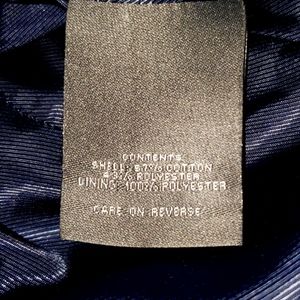 CONTENTS
SHELL: 57% COTTON
43% POLYESTER
LINING: 100% POLYESTER
CARE ON REVERSE